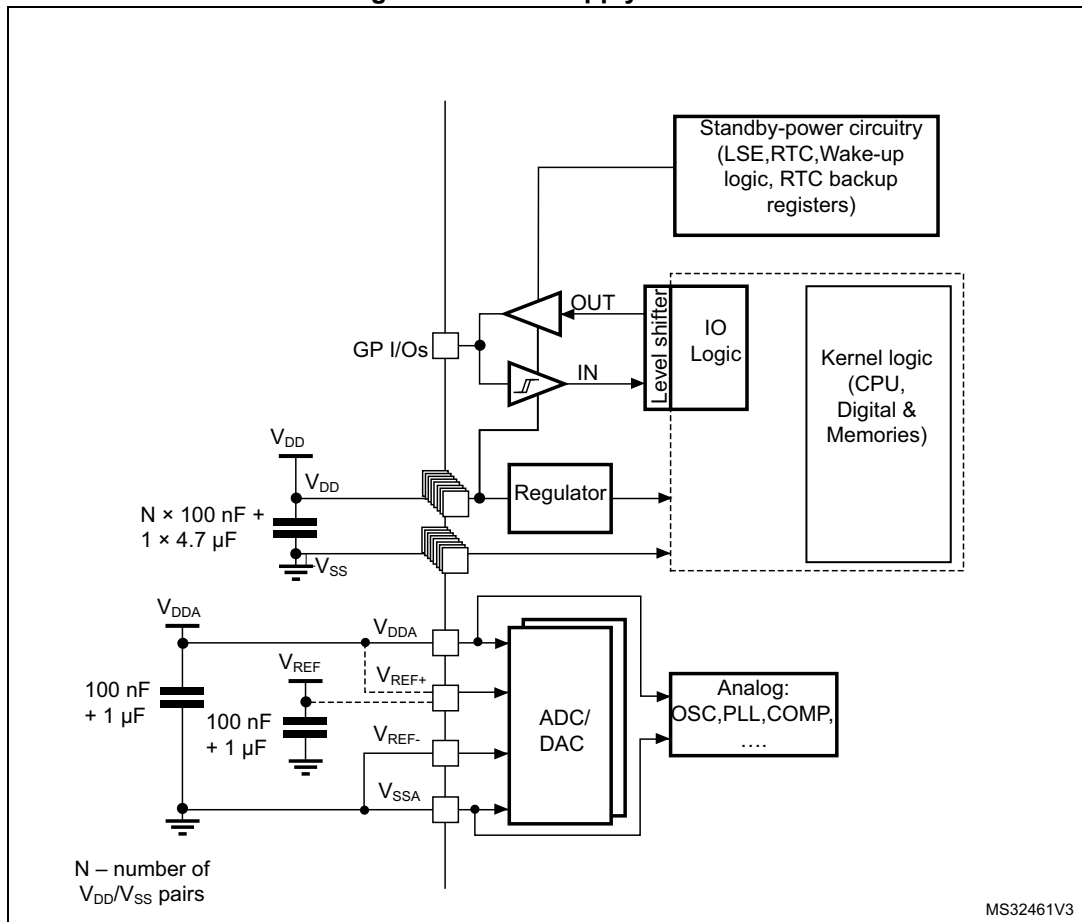 Standby-power circuitry
(LSE,RTC,Wake-up
logic, RTC backup
registers)
OUT
Level shifter
IO
Logic
GP I/Os
IN
Kernel logic
(CPU,
Digital &
Memories)
VDD
VDD
Regulator
N × 100 nF +
1 × 4.7 µF
VSS
VDDA
VDDA
VREF
VREF+
100 nF
+ 1 µF
100 nF
+ 1 µF
VREF-
ADC/
DAC
Analog:
OSC,PLL,COMP,
....
VSSA
N – number of
VDD/VSS pairs
MS32461V3